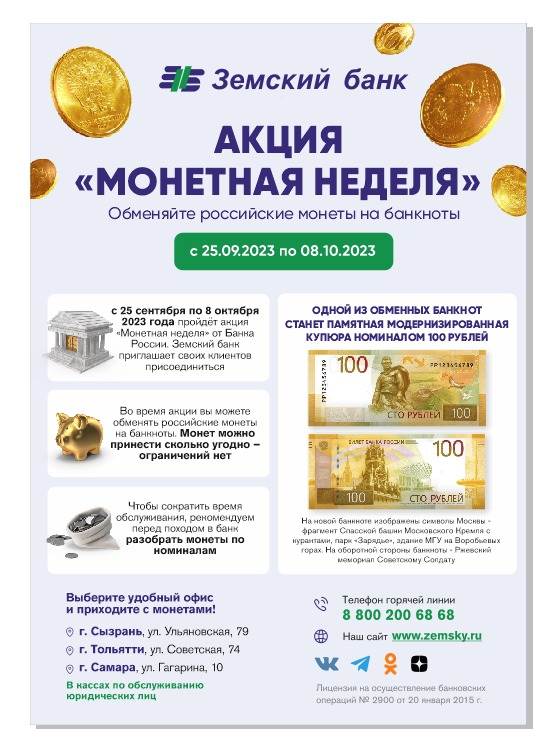 Земский банк
АКЦИЯ
«МОНЕТНАЯ НЕДЕЛЯ»
Обменяйте российские монеты на банкноты
с 25.09.2023 по 08.10.2023
с 25 сентября по 8 октября
2023 года пройдёт акция
«Монетная неделя» от Банка
России. Земский банк
приглашает своих клиентов
присоединиться
Во время акции вы можете
обменять российские монеты
на банкноты. Монет можно
принести сколько угодно –
ограничений нет
Чтобы сократить время
обслуживания, рекомендуем
перед походом в банк
разобрать монеты по
номиналам
ОДНОЙ ИЗ ОБМЕННЫХ БАНКНОТ
СТАНЕТ ПАМЯТНАЯ МОДЕРНИЗИРОВАННАЯ
КУПЮРА НОМИНАЛОМ 100 РУБЛЕЙ
100
ПР123456789
ПР123456789
СТО РУБЛЕЙ
100
БИЛЕТ БАНКА РОССИИ
100
100
СТО РУБЛЕЙ
На новой банкноте изображены символы Москвы -
фрагмент Спасской башни Московского Кремля с
курантами, парк «Зарядье», здание МГУ на Воробьевых
горах. На оборотной стороны банкноты - Ржевский
мемориал Советскому Солдату
Выберите удобный офис
и приходите с монетами!
г. Сызрань, ул. Ульяновская, 79
г. Тольятти, ул. Советская, 74
г. Самара, ул. Гагарина, 10
В кассах по обслуживанию
юридических лиц
Телефон горячей линии
8 800 200 68 68
Наш сайт www.zemsky.ru
Лицензия на осуществление банковских
операций № 2900 от 20 января 2015 г.